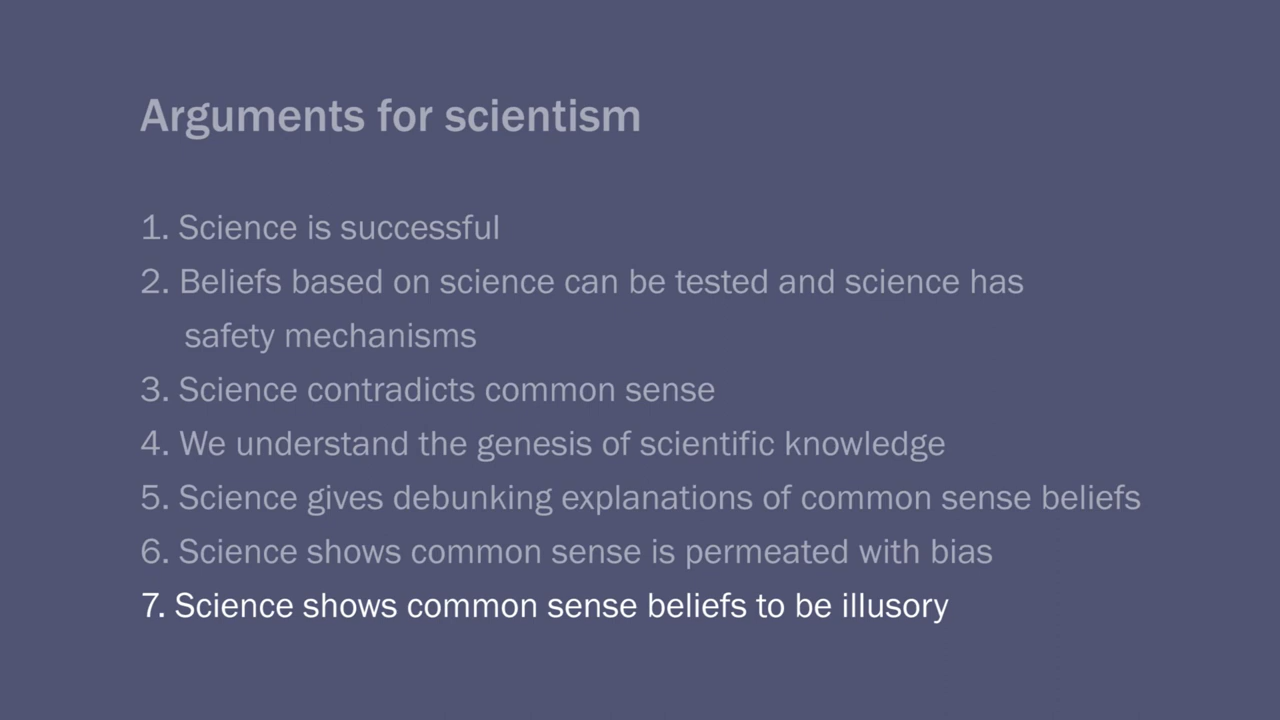 Arguments for scientism
1. Science is successful
2. Beliefs based on science can be tested and science has
safety mechanisms
3. Science contradicts common sense
4. We understand the genesis of scientific knowledge
5. Science gives debunking explanations of common sense beliefs
6. Science shows common sense is permeated with bias
7. Science shows common sense beliefs to be illusory